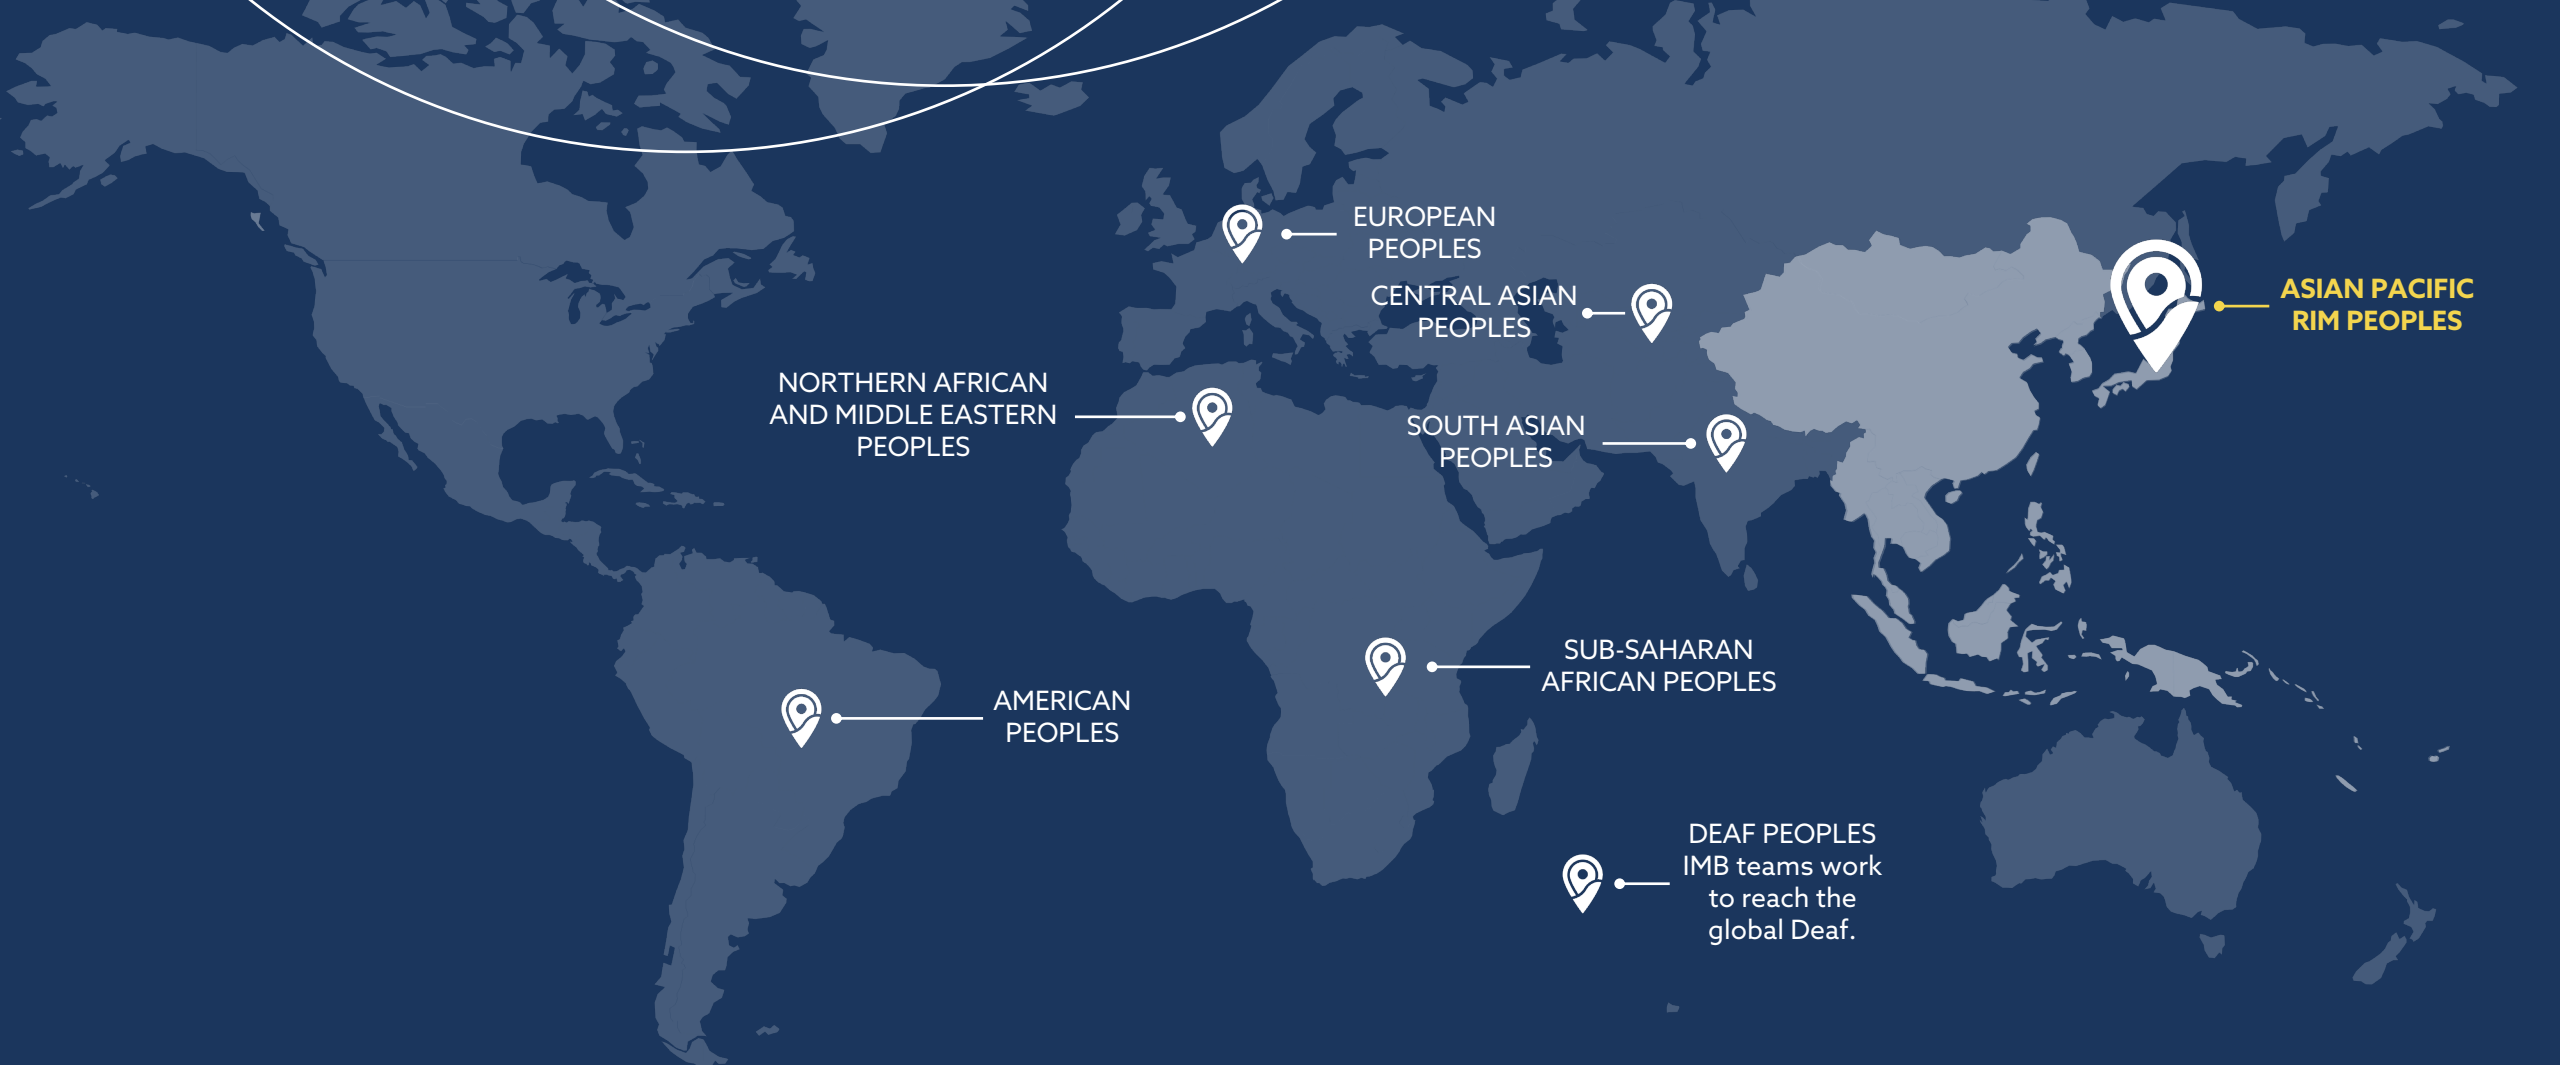 EUROPEAN
PEOPLES
CENTRAL ASIAN
PEOPLES
ASIAN PACIFIC
RIM PEOPLES
NORTHERN AFRICAN
AND MIDDLE EASTERN
PEOPLES
SOUTH ASIAN
PEOPLES
SUB-SAHARAN
AFRICAN PEOPLES
AMERICAN
PEOPLES
DEAF PEOPLES
IMB teams work
to reach the
global Deaf.